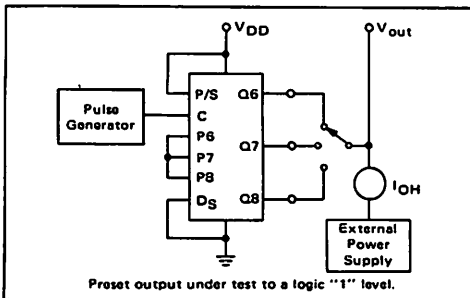 VDD
Vout
P/S
Q6
Pulse
Generator
C
P6
P7
Q7
P8
DS
Q8
IOH
External
Power
Supply
Preset output under test to a logic "1" level.